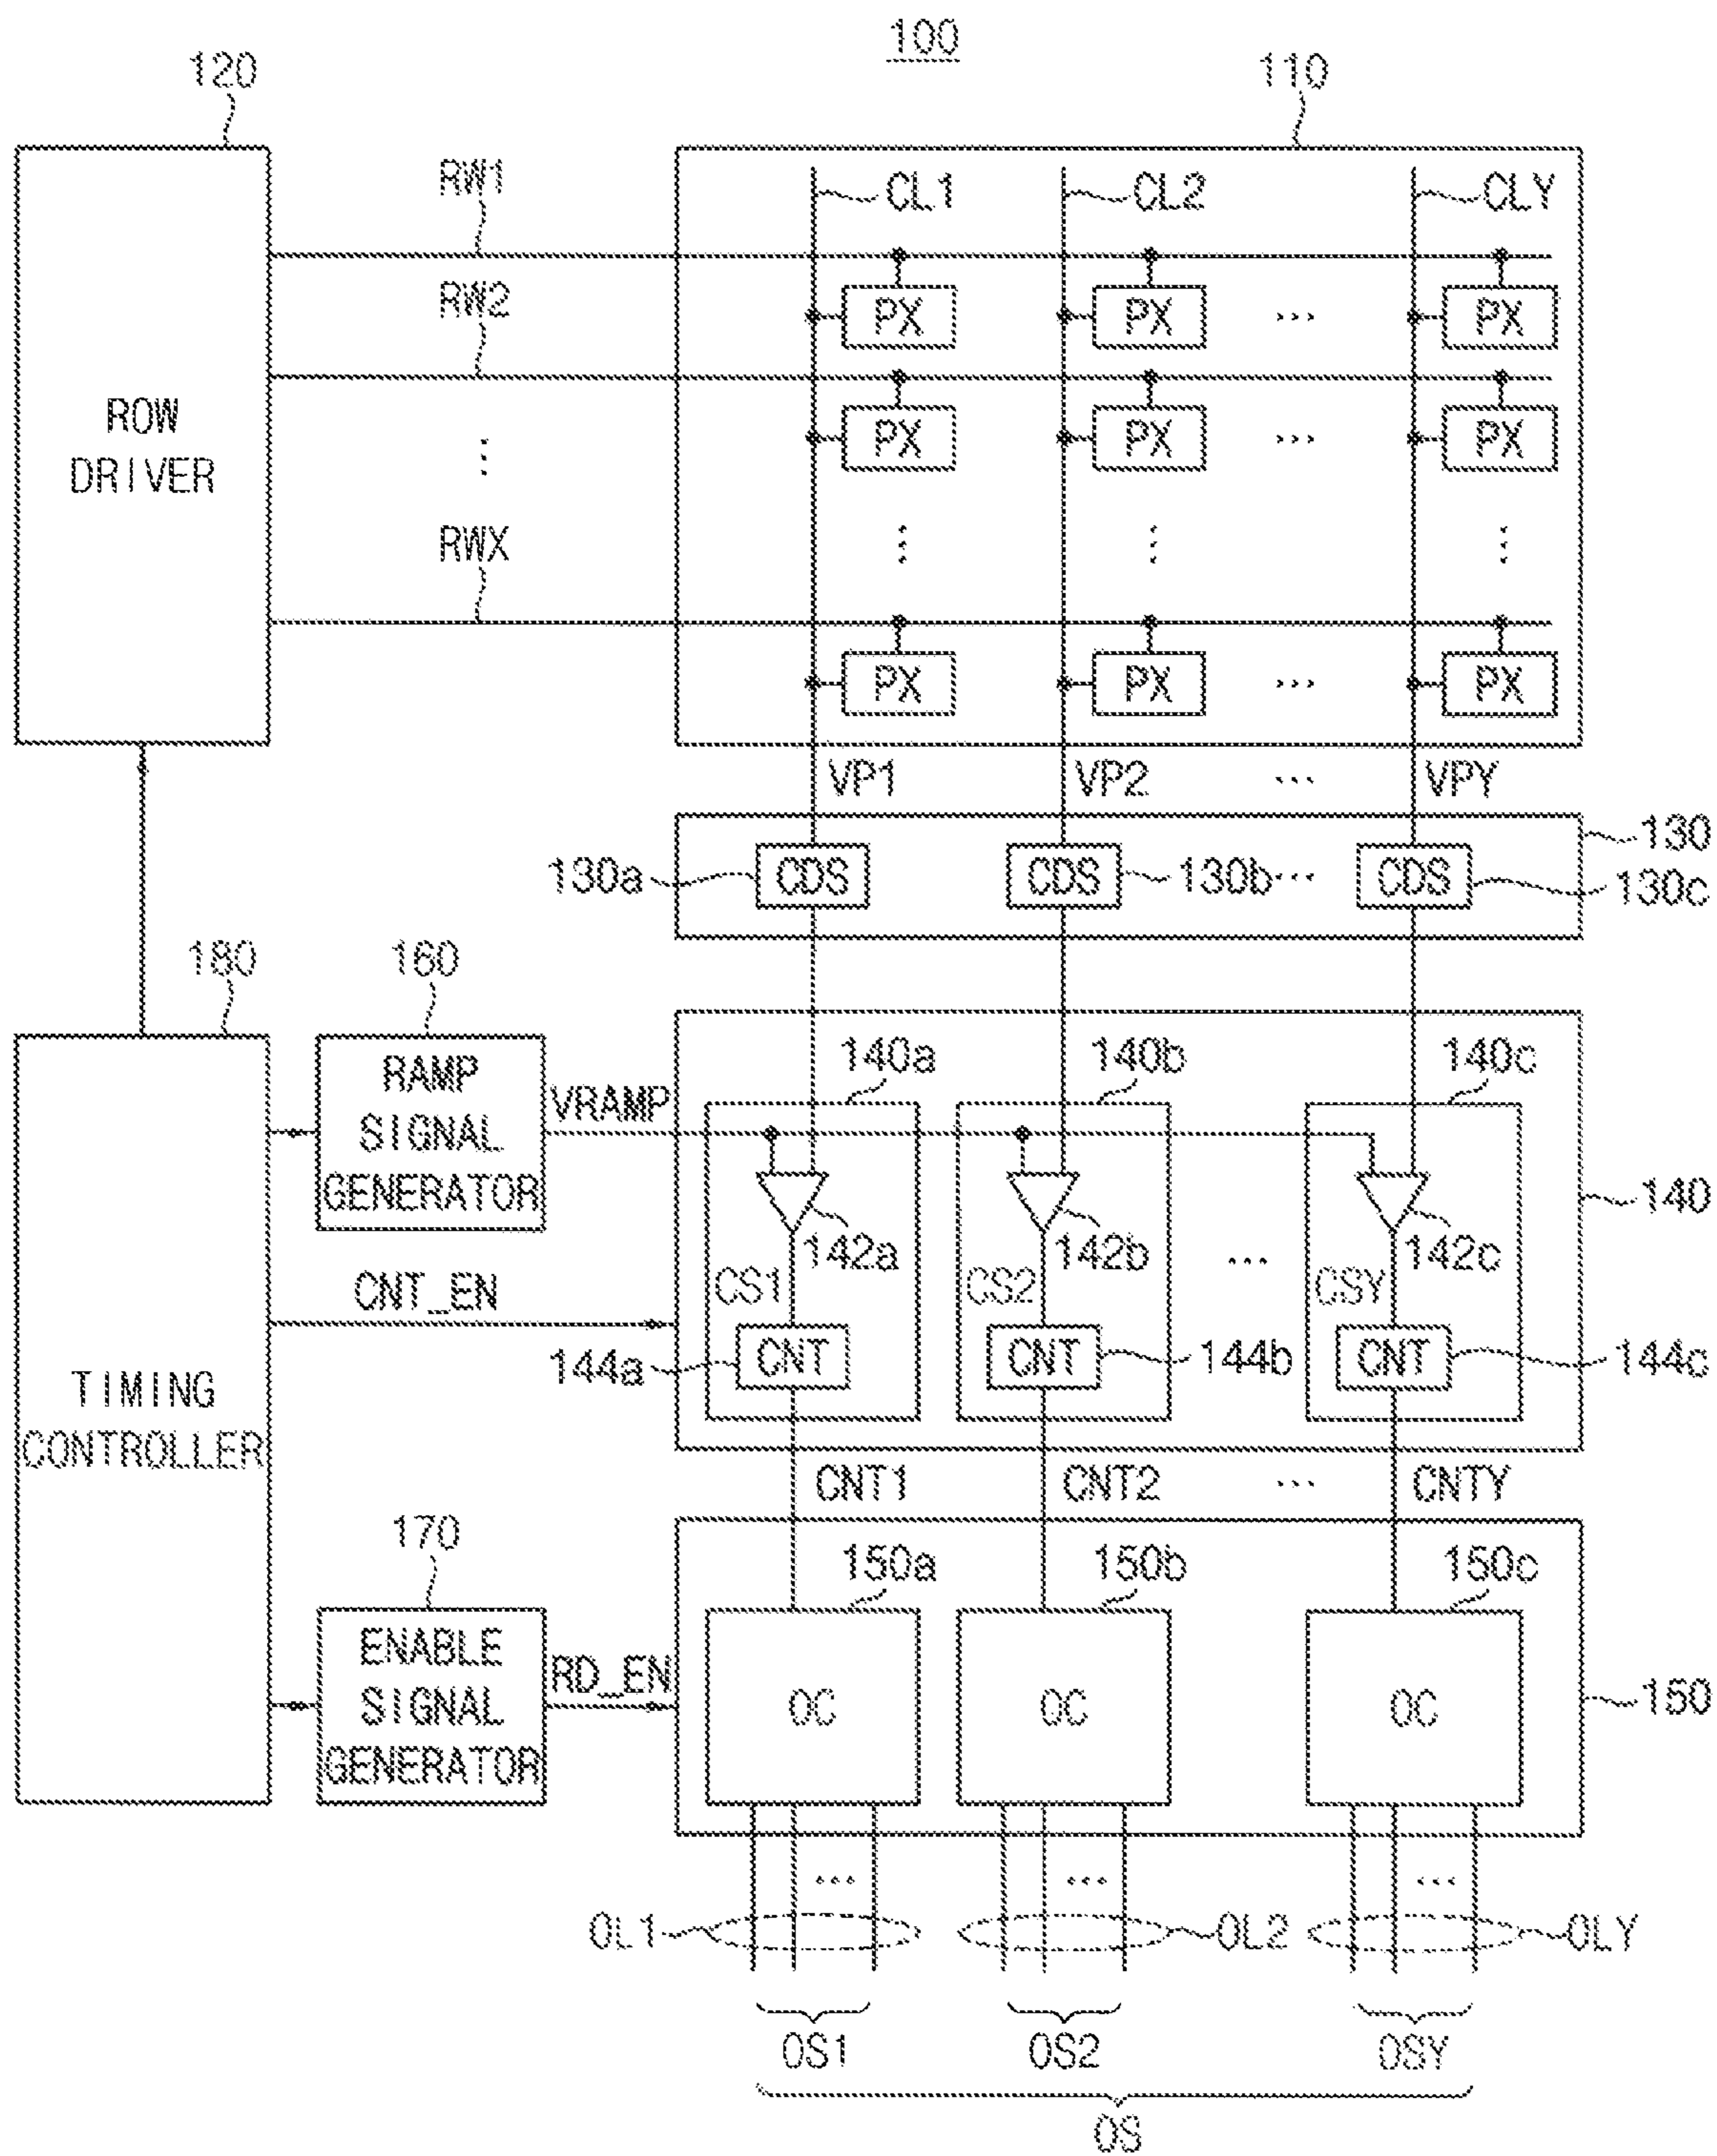 100
120
110
RW1
CL1
CL2
CLY
RW2
PX
PX
...
PX
ROW
DRIVER
PX
PX
...
PX
RWX
PX
PX
...
PX
VP1
VP2
...
VPY
130
130a
CDS
CDS
130b
...
CDS
130c
180
160
RAMP
SIGNAL
GENERATOR
VRAMP
140a
140b
140c
140
142a
142b
...
142c
CS1
CS2
CSY
CNT_EN
144a
CNT
CNT
144b
CNT
144c
TIMING
CONTROLLER
CNT1
CNT2
...
CNTY
170
150a
150b
150c
ENABLE
SIGNAL
GENERATOR
RD_EN
OC
OC
OC
150
...
...
...
OL1
OL2
OLY
OS1
OS2
OSY
OS